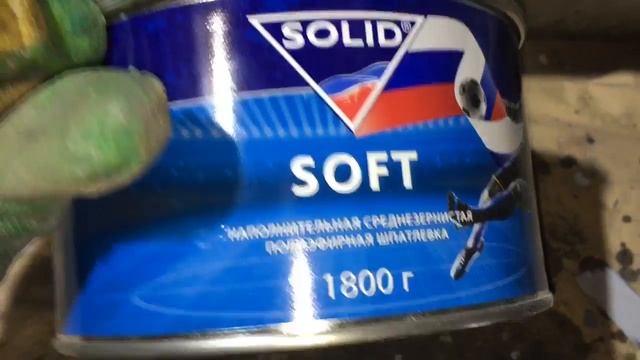 SOLID®
SOFT
НАПОЛНИТЕЛЬНАЯ СРЕДНЕЗЕРНИСТАЯ
ПОЛИЭФИРНАЯ ШПАТЛЕВКА
1800 г